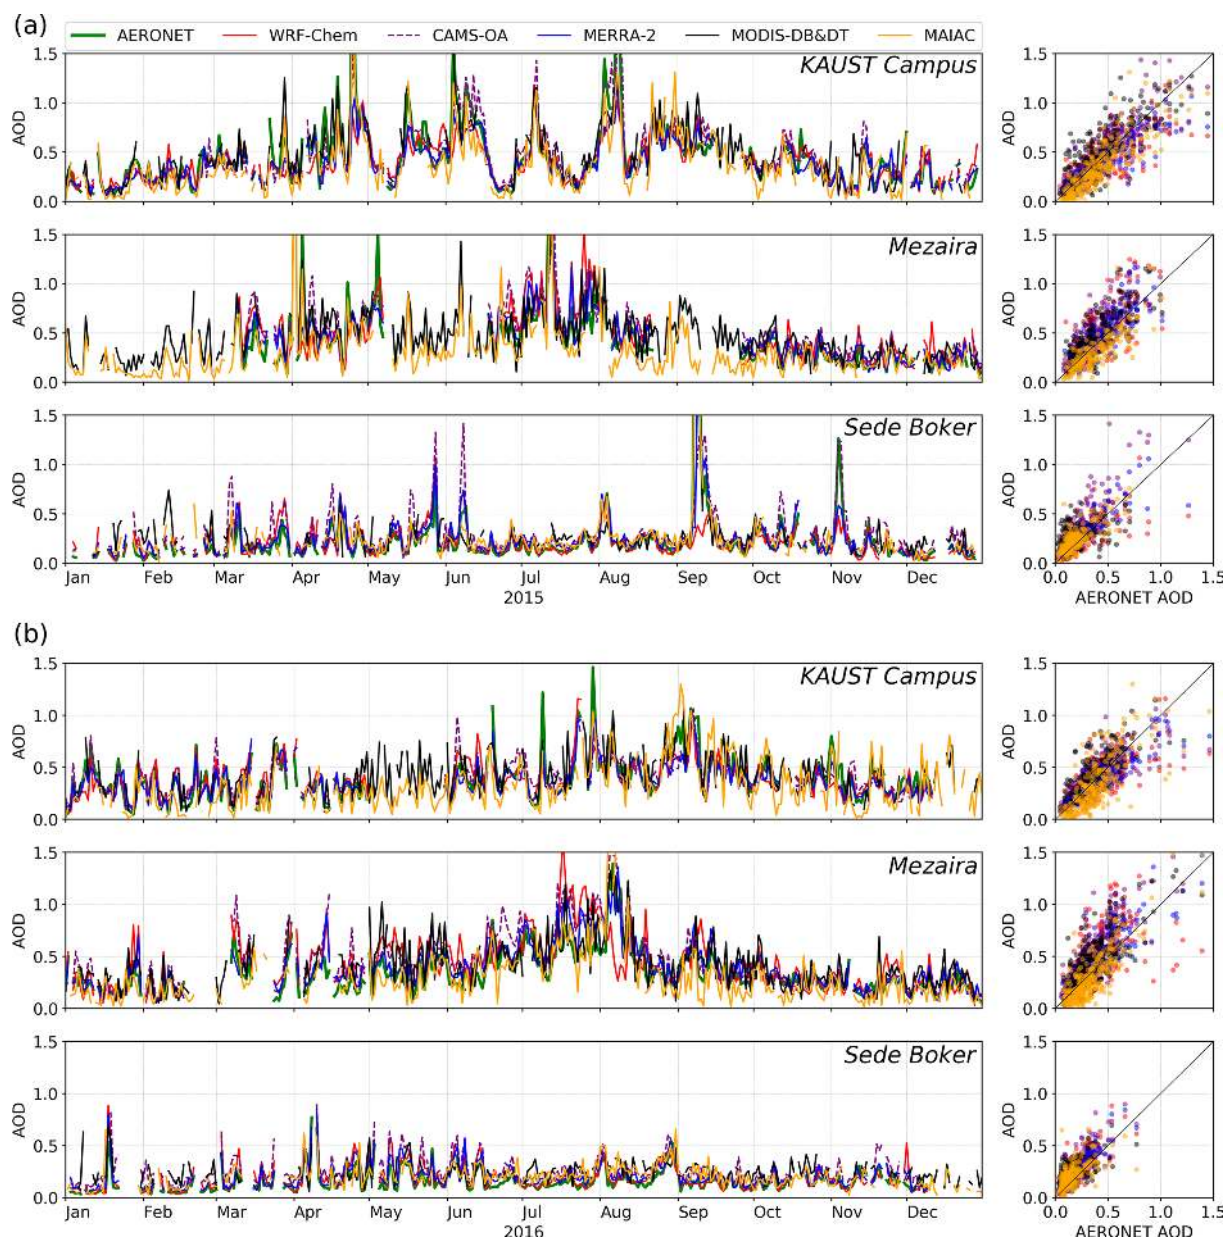 (a)
AERONET WRF-Chem CAMS-OA MERRA-2 MODIS-DB&DT MAIAC
KAUST Campus
AOD
1.5
1.0
0.5
0.0
AOD
1.5
1.0
0.5
0.0
Mezaira
AOD
1.5
1.0
0.5
0.0
AOD
1.5
1.0
0.5
0.0
Sede Boker
AOD
1.5
1.0
0.5
0.0
Jan Feb Mar Apr May Jun Jul Aug Sep Oct Nov Dec
2015
AOD
1.5
1.0
0.5
0.0
0.0 0.5 1.0 1.5
AERONET AOD
(b)
KAUST Campus
AOD
1.5
1.0
0.5
0.0
AOD
1.5
1.0
0.5
0.0
Mezaira
AOD
1.5
1.0
0.5
0.0
AOD
1.5
1.0
0.5
0.0
Sede Boker
AOD
1.5
1.0
0.5
0.0
Jan Feb Mar Apr May Jun Jul Aug Sep Oct Nov Dec
2016
AOD
1.5
1.0
0.5
0.0
0.0 0.5 1.0 1.5
AERONET AOD